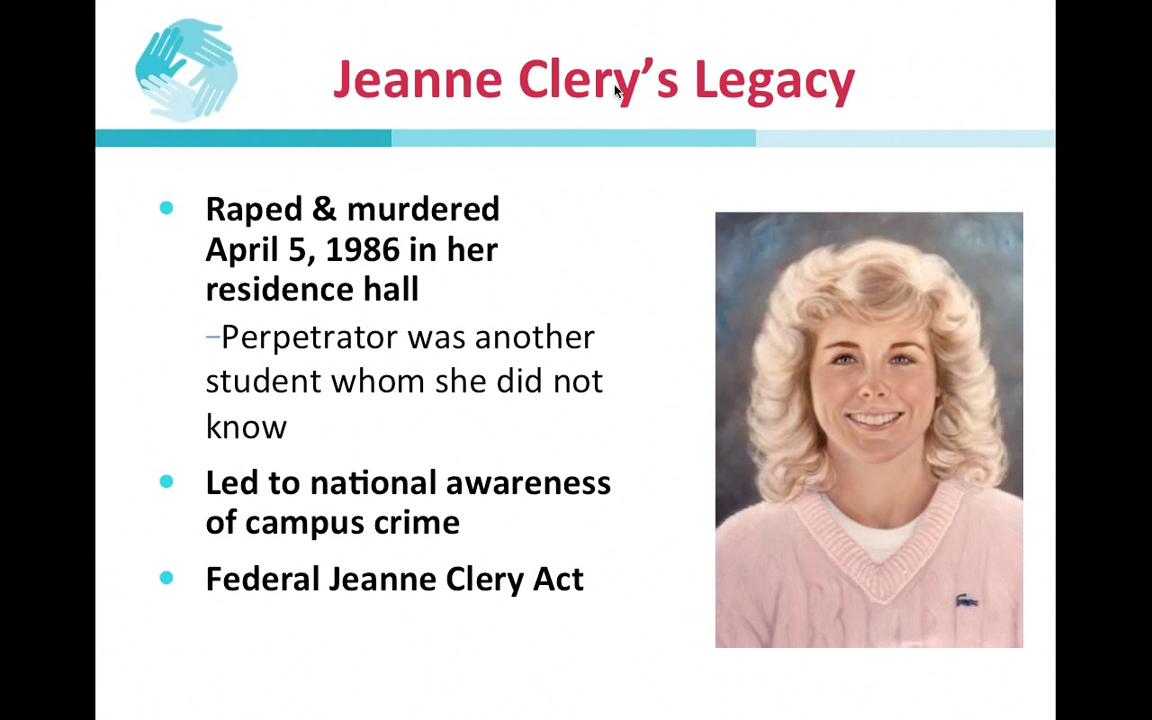 Jeanne Clery’s Legacy
• Raped & murdered
April 5, 1986 in her
residence hall
–Perpetrator was another
student whom she did not
know
• Led to national awareness
of campus crime
• Federal Jeanne Clery Act